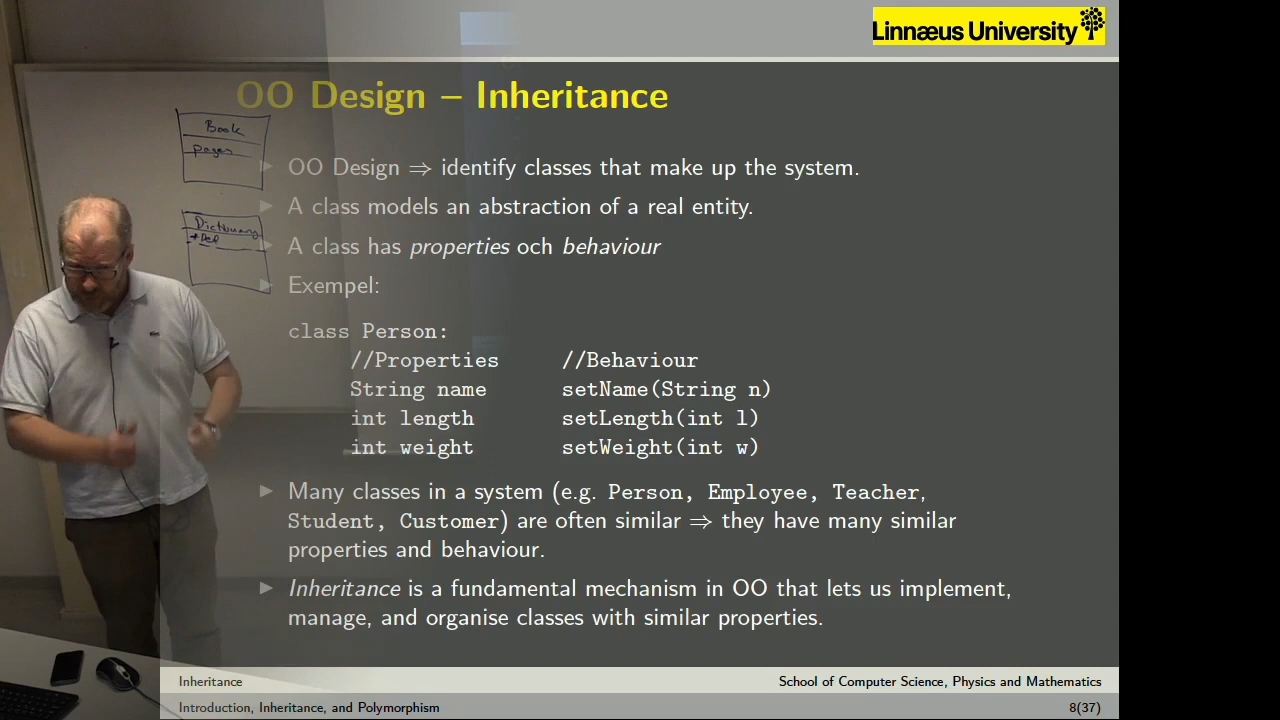 Linnæus University
OO Design – Inheritance
Book
pages
Dictionary
OO Design ⇒ identify classes that make up the system.
A class models an abstraction of a real entity.
A class has properties och behaviour
Exempel:
class Person:
//Properties //Behaviour
String name setName(String n)
int length setLength(int l)
int weight setWeight(int w)
Many classes in a system (e.g. Person, Employee, Teacher,
Student, Customer) are often similar ⇒ they have many similar
properties and behaviour.
Inheritance is a fundamental mechanism in OO that lets us implement,
manage, and organise classes with similar properties.
Inheritance School of Computer Science, Physics and Mathematics
Introduction, Inheritance, and Polymorphism 8(37)